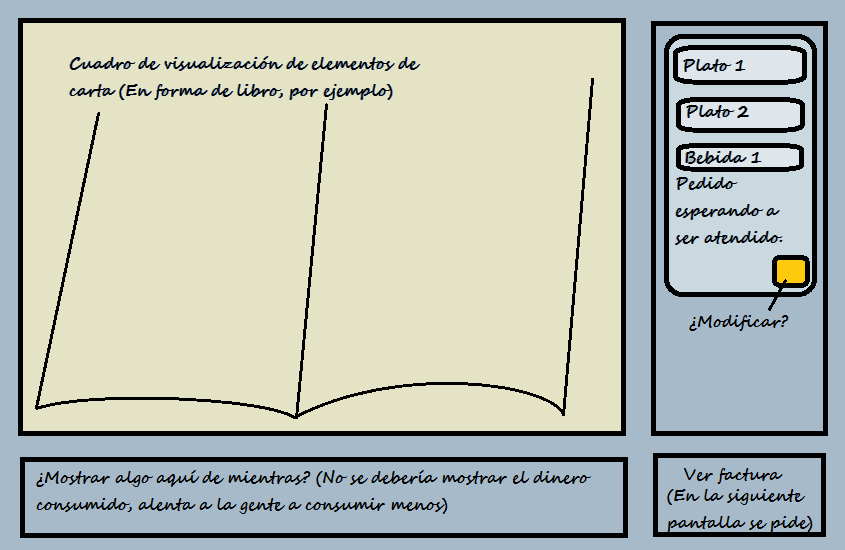 Cuadro de visualización de elementos de
carta (En forma de libro, por ejemplo)
Plato 1
Plato 2
Bebida 1
Pedido
esperando a
ser atendido.
¿Modificar?
¿Mostrar algo aquí de mientras? (No se debería mostrar el dinero
consumido, alenta a la gente a consumir menos)
Ver factura
(En la siguiente
pantalla se pide)